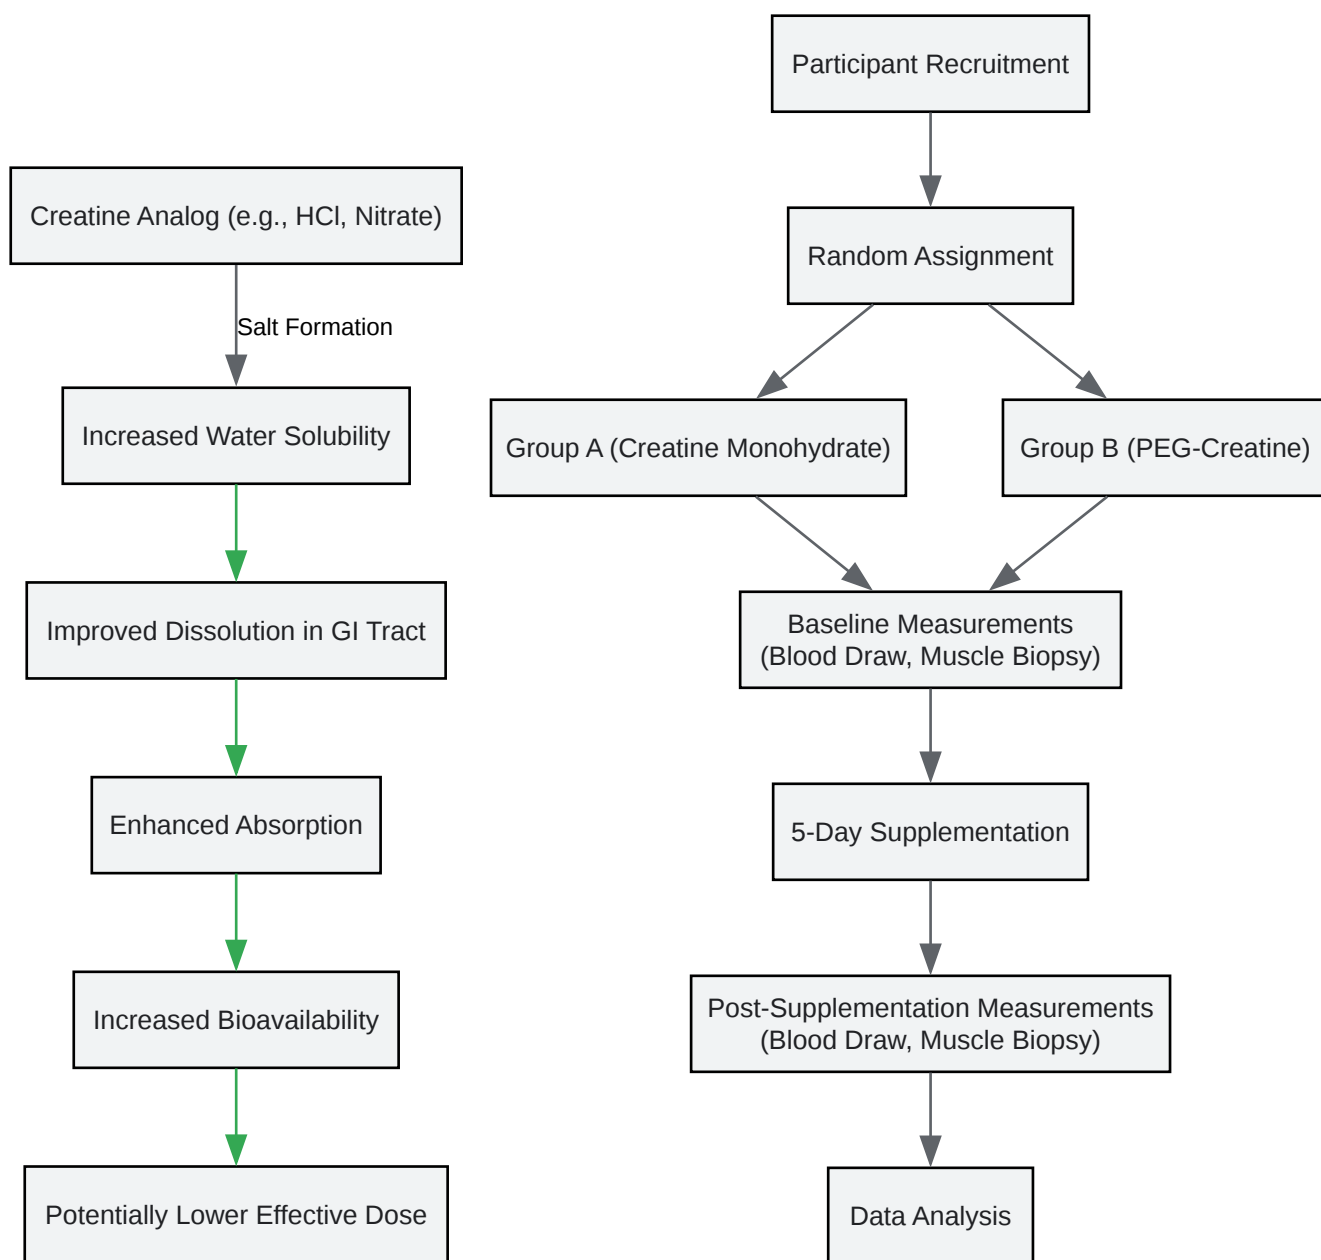 Creatine Analog (e.g., HCl, Nitrate)
Salt Formation
Increased Water Solubility
Improved Dissolution in GI Tract
Enhanced Absorption
Increased Bioavailability
Potentially Lower Effective Dose
Participant Recruitment
Random Assignment
Group A (Creatine Monohydrate)
Group B (PEG-Creatine)
Baseline Measurements
(Blood Draw, Muscle Biopsy)
5-Day Supplementation
Post-Supplementation Measurements
(Blood Draw, Muscle Biopsy)
Data Analysis